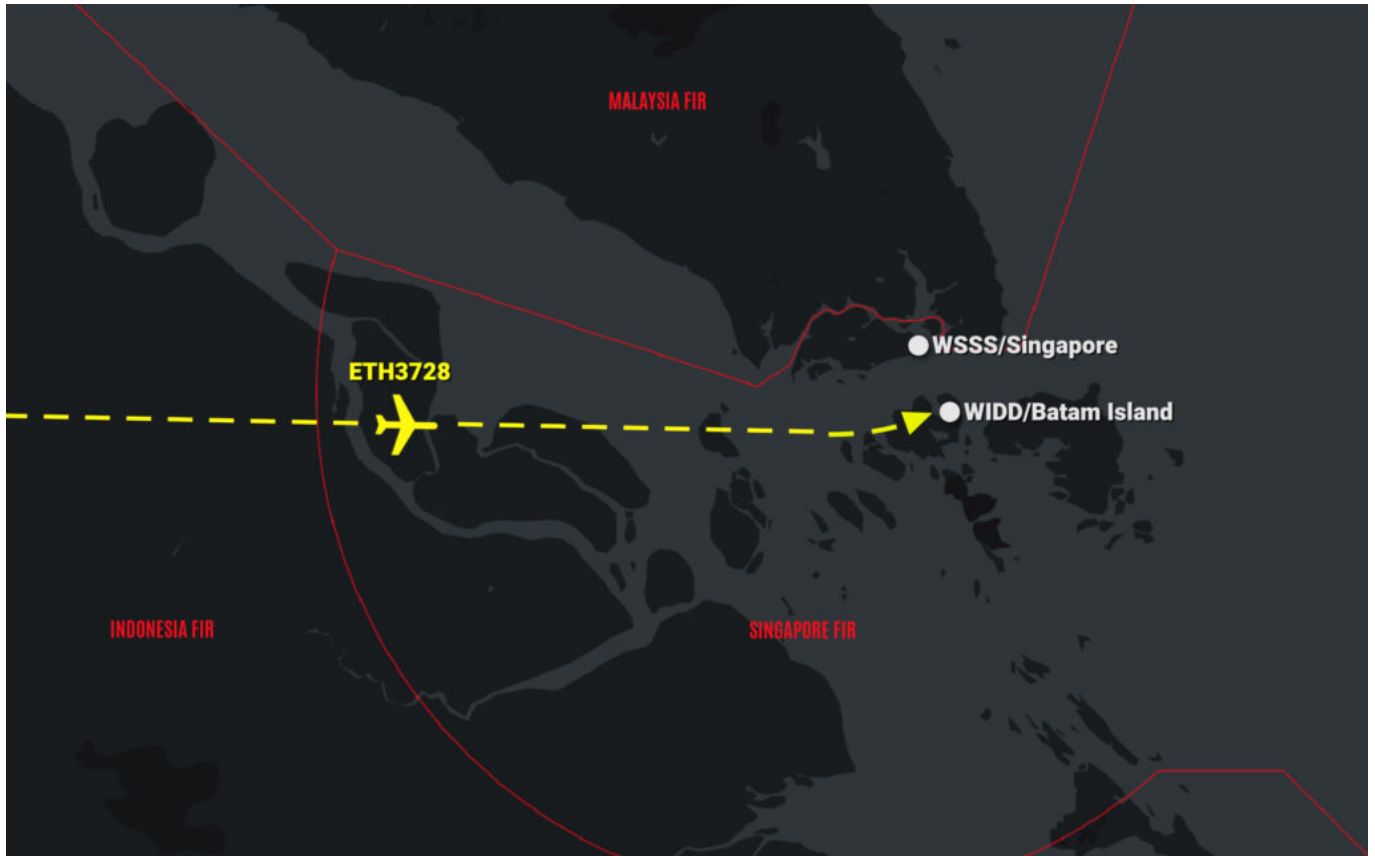 MALAYSIA FIR
WSSS/Singapore
ETH3728
WIDD/Batam Island
INDONESIA FIR
SINGAPORE FIR